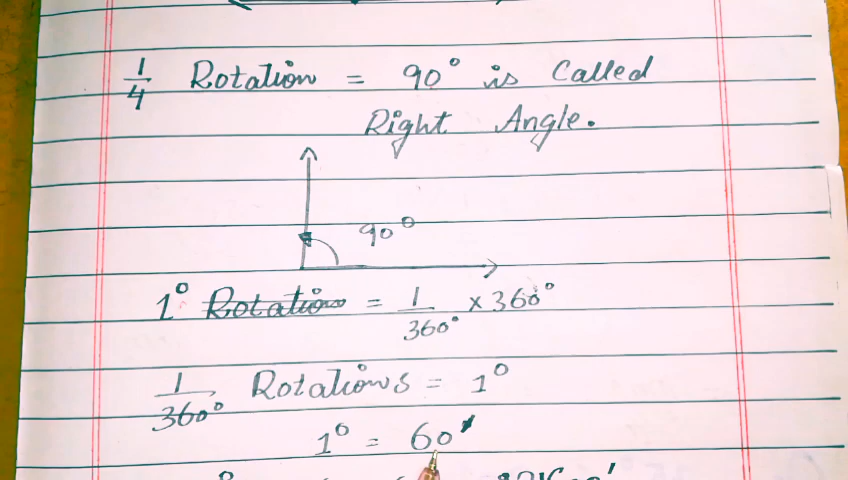 1/4 Rotation = 90° is Called
Right Angle.
90°
1° Rotation = 1/360° × 360°
1/360° Rotations = 1°
1° = 60'